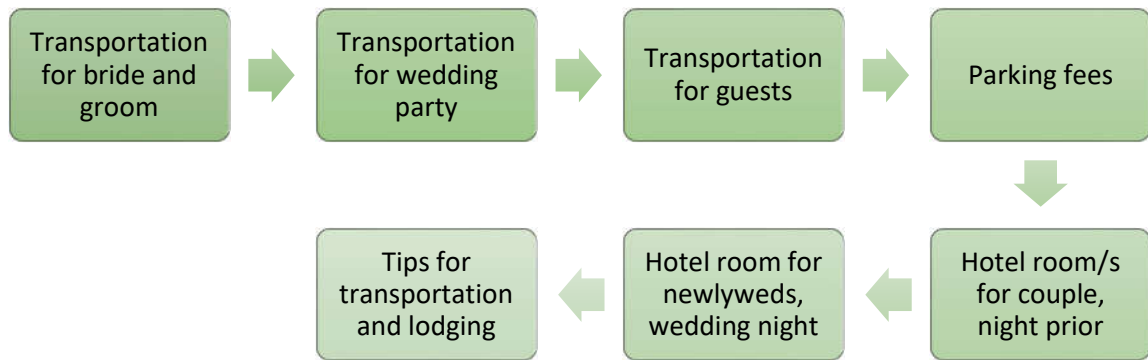 Transportation
for bride and
groom
Transportation
for wedding
party
Transportation
for guests
Parking fees
Hotel room/s
for couple,
night prior
Hotel room for
newlyweds,
wedding night
Tips for
transportation
and lodging